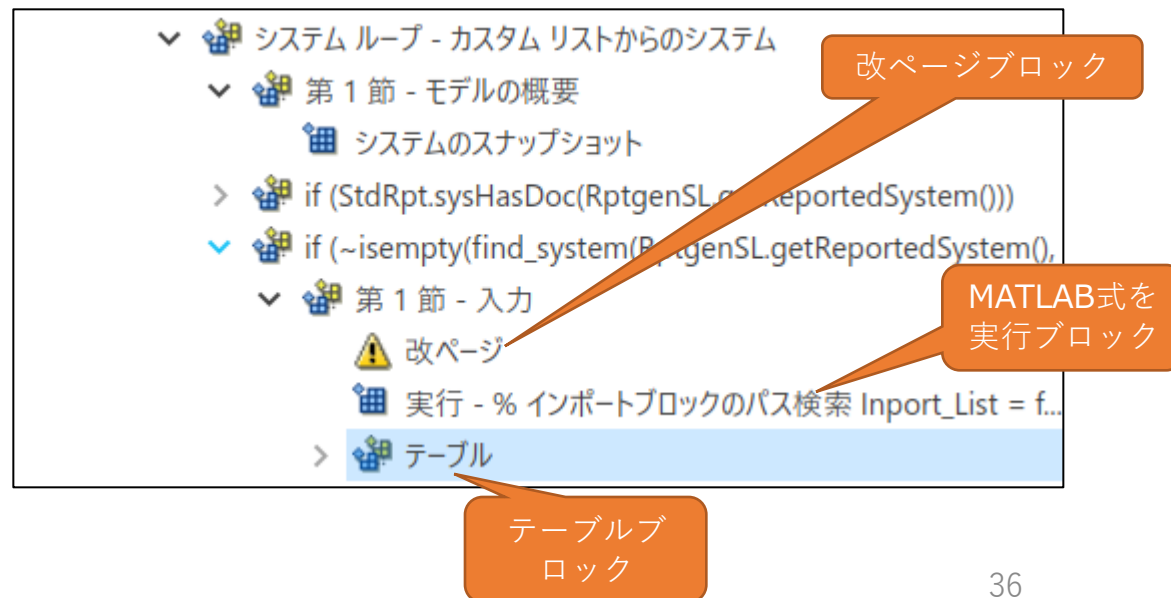 システム ループ - カスタム リストからのシステム
改ページブロック
第 1 節 - モデルの概要
システムのスナップショット
if (StdRpt.sysHasDoc(RptgenSL.getReportedSystem()))
if (~isempty(find_system(RptgenSL.getReportedSystem(),
第 1 節 - 入力
MATLAB式を
実行ブロック
改ページ
実行 - % インポートブロックのパス検索 Inport_List = f...
テーブル
テーブルブ
ロック
36